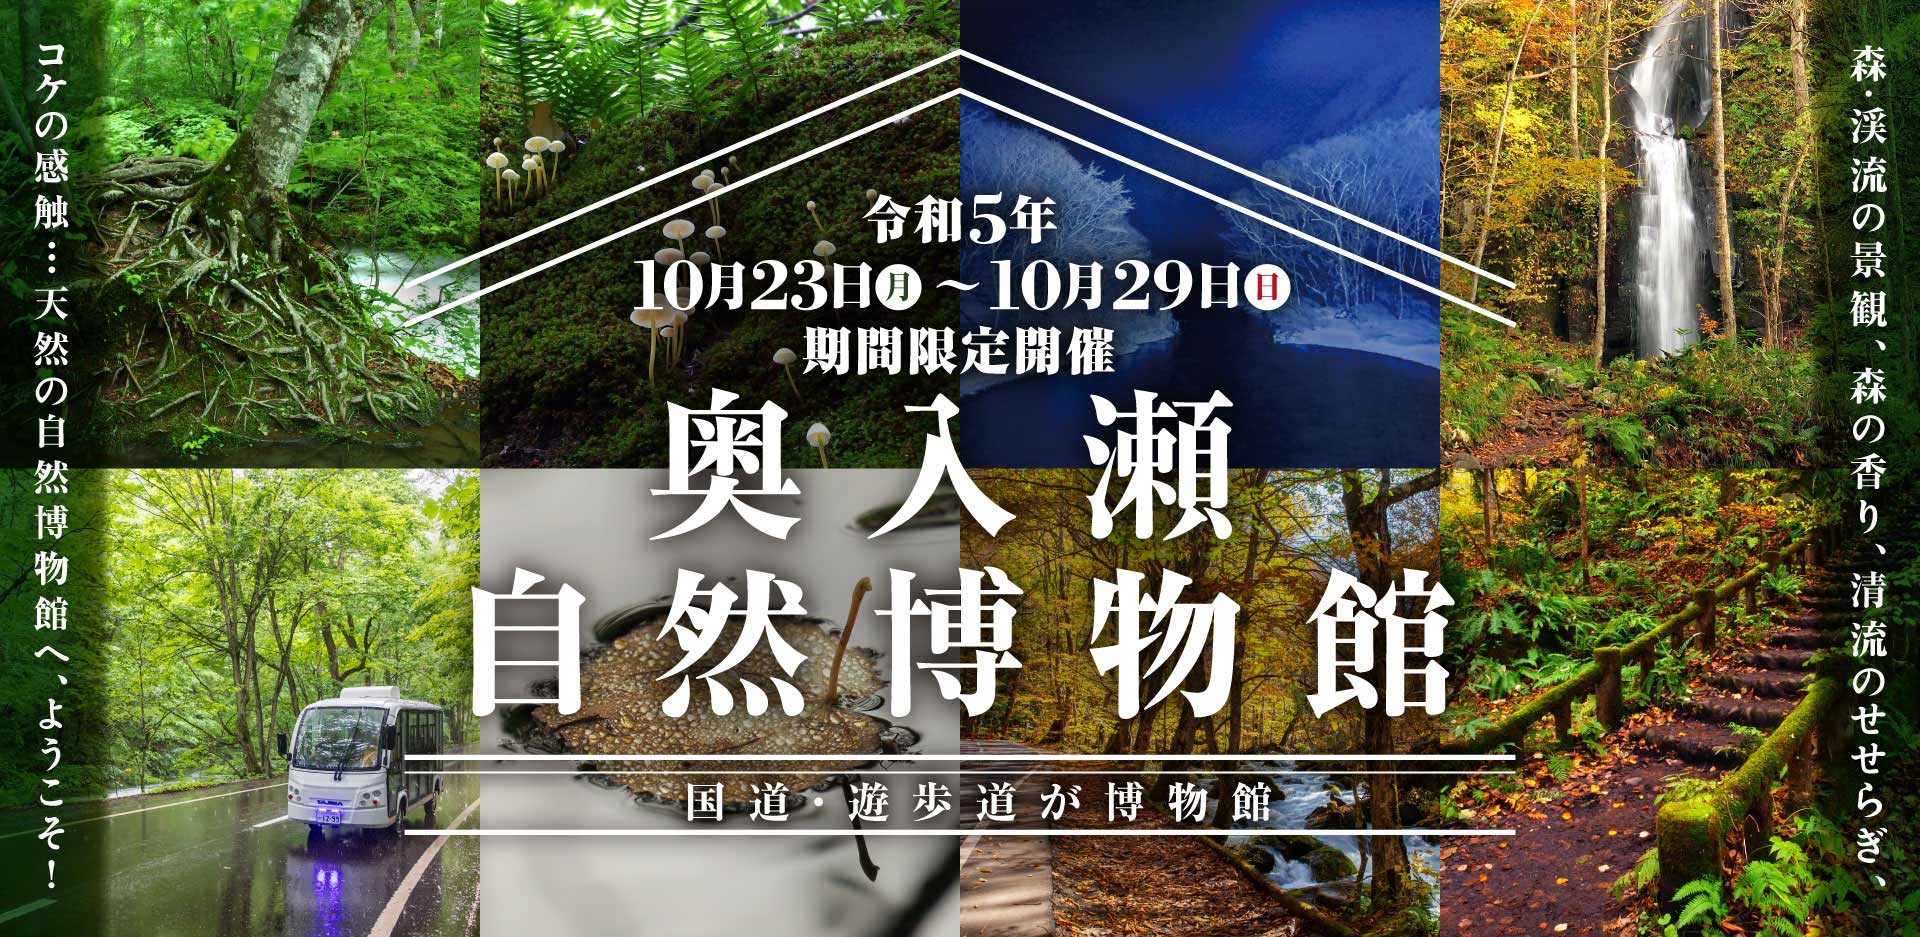 森・渓流の景観、森の香り、清流のせせらぎ、
コケの感触…天然の自然博物館へ、ようこそ！
令和5年
10月23日月～10月29日日
期間限定開催
奥入瀬
自然博物館
国道・遊歩道が博物館
TAJIMA
12-95